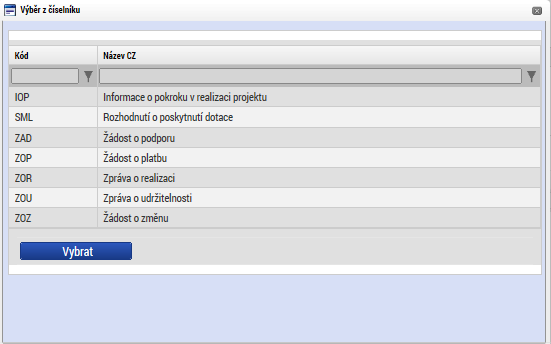 Výběr z číselníku
Kód Název CZ
IOP Informace o pokroku v realizaci projektu
SML Rozhodnutí o poskytnutí dotace
ZAD Žádost o podporu
ZOP Žádost o platbu
ZOR Zpráva o realizaci
ZOU Zpráva o udržitelnosti
ZOZ Žádost o změnu
Vybrat